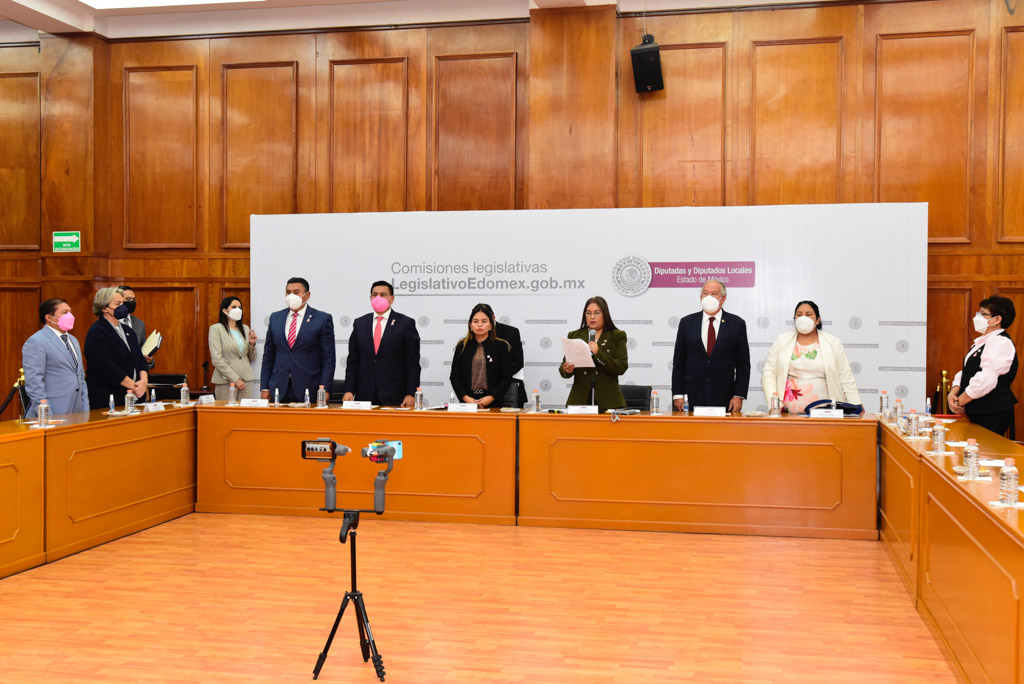 Comisiones legislativas
LegislativoEdomex.gob.mx
Diputadas y Diputados Locales
Estado de México